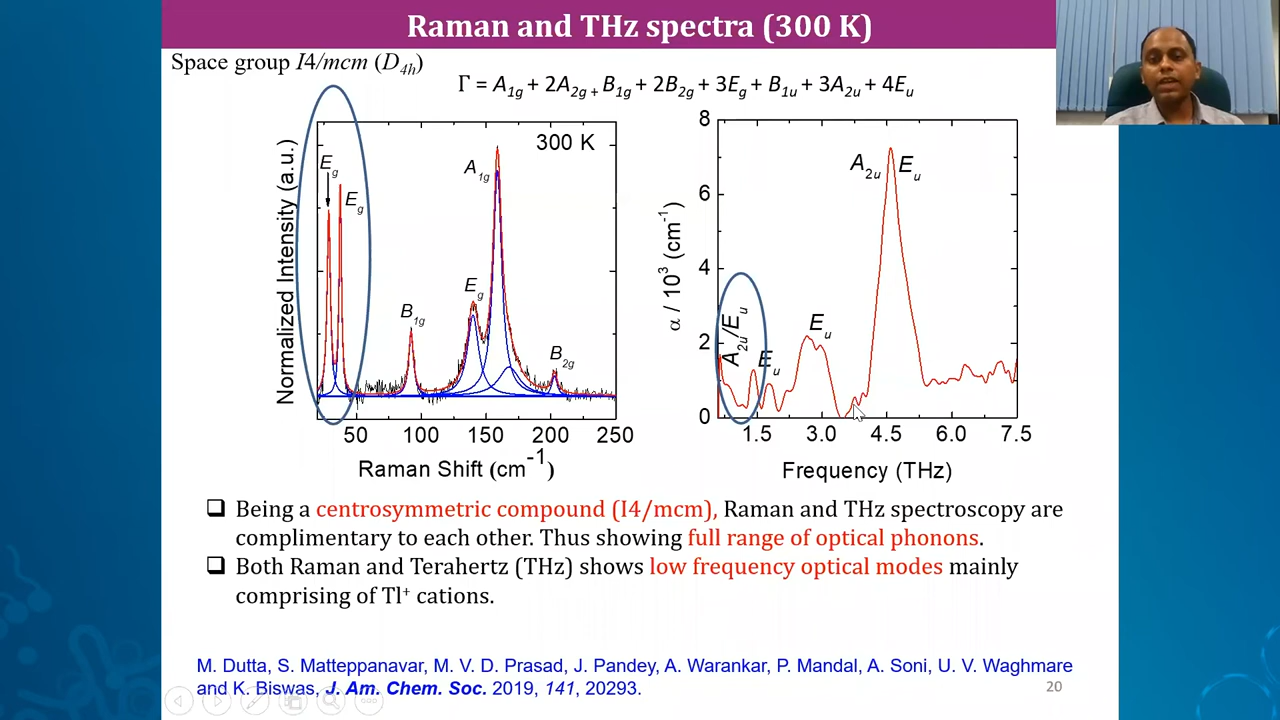 Raman and THz spectra (300 K)
Space group I4/mcm (D4h)
Γ = A1g + 2A2g + B1g + 2B2g + 3Eg + B1u + 3A2u + 4Eu
300 K
Eg
Eg
B1g
Eg
A1g
B2g
Normalized Intensity (a.u.)
50 100 150 200 250
Raman Shift (cm-1)
8
6
4
2
0
α / 10³ (cm-1)
A2u Eu
A2u/Eu
Eu
Eu
1.5 3.0 4.5 6.0 7.5
Frequency (THz)
❑ Being a centrosymmetric compound (I4/mcm), Raman and THz spectroscopy are
complimentary to each other. Thus showing full range of optical phonons.
❑ Both Raman and Terahertz (THz) shows low frequency optical modes mainly
comprising of Tl+ cations.
M. Dutta, S. Matteppanavar, M. V. D. Prasad, J. Pandey, A. Warankar, P. Mandal, A. Soni, U. V. Waghmare
and K. Biswas, J. Am. Chem. Soc. 2019, 141, 20293.
20